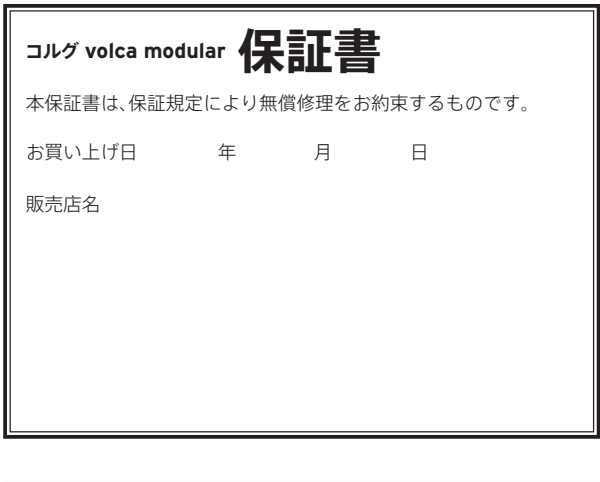 コルグ volca modular 保証書
本保証書は、保証規定により無償修理をお約束するものです。
お買い上げ日 年 月 日
販売店名